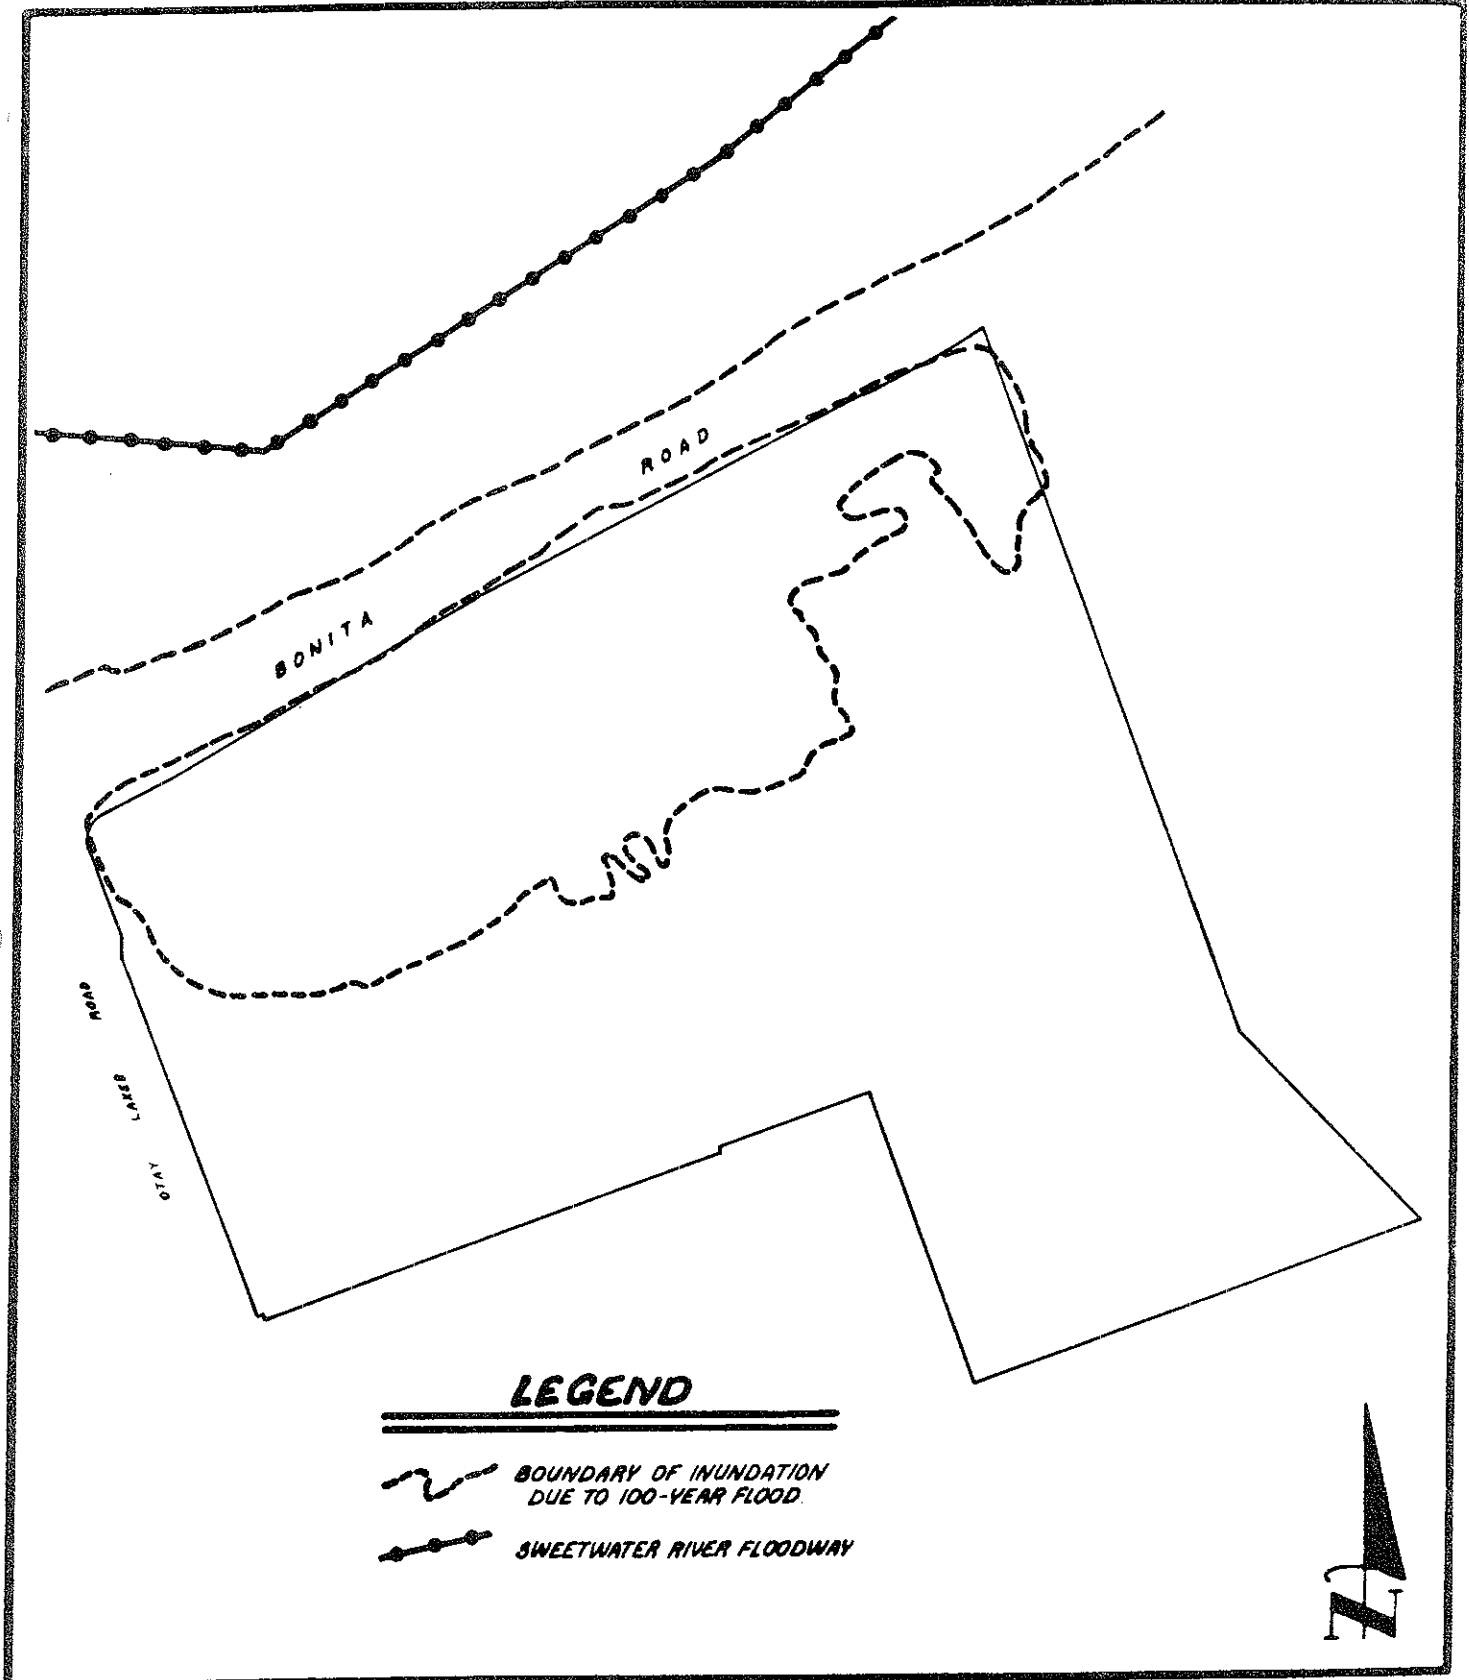 BONITA ROAD
OTAY LAKES ROAD
LEGEND
BOUNDARY OF INUNDATION
DUE TO 100-YEAR FLOOD.
SWEETWATER RIVER FLOODWAY
N